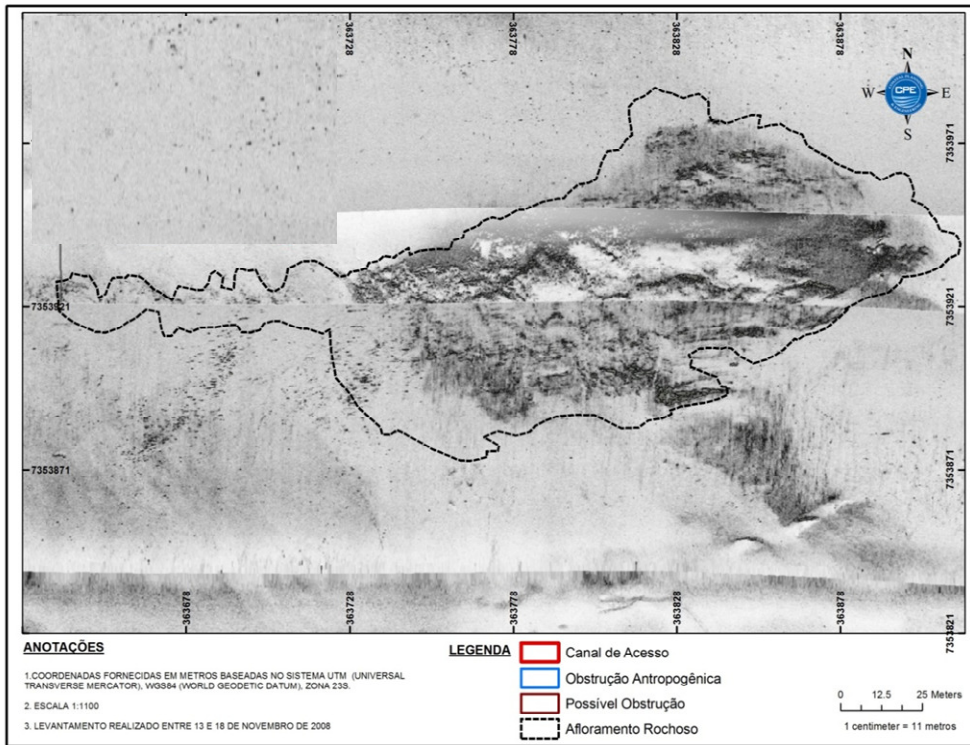 363728
363778
363828
363878
N
W
CPE
E
S
7353971
7353921
7353921
7353871
7353871
7353821
363678
363728
363778
363828
363878
ANOTAÇÕES
1.COORDENADAS FORNECIDAS EM METROS BASEADAS NO SISTEMA UTM (UNIVERSAL
TRANSVERSE MERCATOR), WGS84 (WORLD GEODETIC DATUM), ZONA 23S.
2. ESCALA 1:1100
3. LEVANTAMENTO REALIZADO ENTRE 13 E 18 DE NOVEMBRO DE 2008
LEGENDA
Canal de Acesso
Obstrução Antropogênica
Possível Obstrução
Afloramento Rochoso
0 12.5 25 Meters
1 centimeter = 11 metros